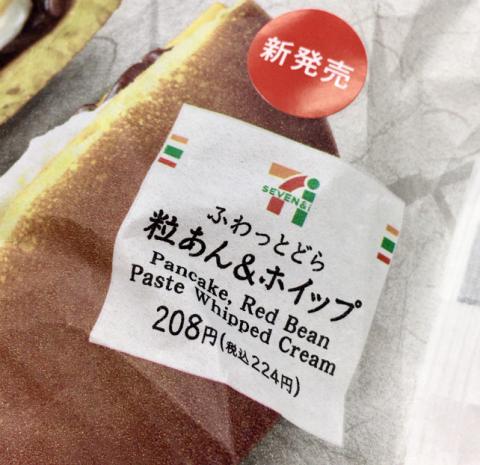 新発売
SEVEN&i
ふわっとどら
粒あん&ホイップ
Pancake, Red Bean
Paste Whipped Cream
208円(税込224円)